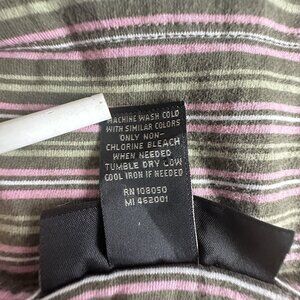 MACHINE WASH COLD
WITH SIMILAR COLORS
ONLY NON-
CHLORINE BLEACH
WHEN NEEDED
TUMBLE DRY LOW
COOL IRON IF NEEDED
RN 108050
MI 462001